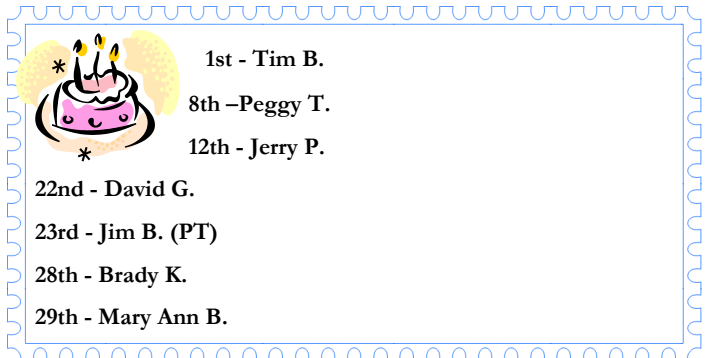 1st - Tim B.
8th –Peggy T.
12th - Jerry P.
22nd - David G.
23rd - Jim B. (PT)
28th - Brady K.
29th - Mary Ann B.